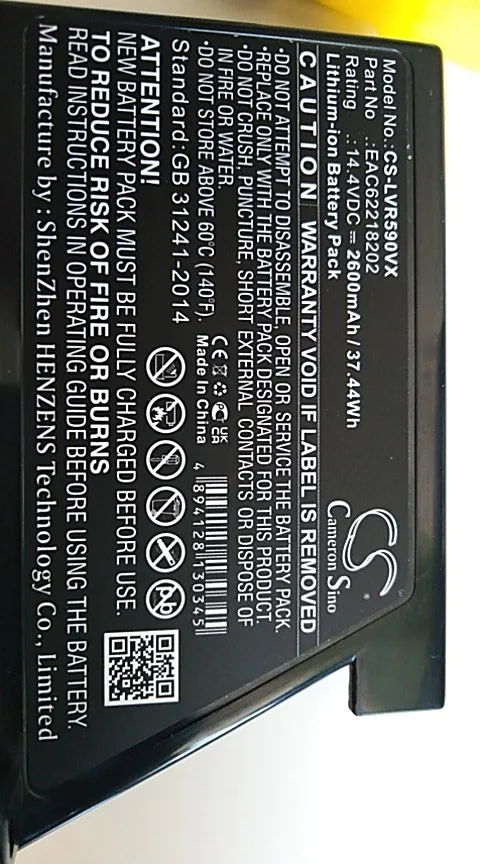 Model No.:CS-LVR590VX
Part No .:EAC62218202
Rating .:14.4VDC⎓2600mAh / 37.44Wh
Lithium-ion Battery Pack
CS
Cameron Sino
CAUTION WARRANTY VOID IF LABEL IS REMOVED
•DO NOT ATTEMPT TO DISASSEMBLE, OPEN OR SERVICE THE BATTERY PACK.
•REPLACE ONLY WITH THE BATTERY PACK DESIGNATED FOR THIS PRODUCT.
•DO NOT CRUSH, PUNCTURE, SHORT EXTERNAL CONTACTS OR DISPOSE OF
IN FIRE OR WATER.
•DO NOT STORE ABOVE 60°C (140°F).
Standard:GB 31241-2014
CE UK CA
Made In China
4 894128 130345
ATTENTION!
NEW BATTERY PACK MUST BE FULLY CHARGED BEFORE USE.
TO REDUCE RISK OF FIRE OR BURNS
READ INSTRUCTIONS IN OPERATING GUIDE BEFORE USING THE BATTERY.
Manufacture by : ShenZhen HENZENS Technology Co., Limited
Pb